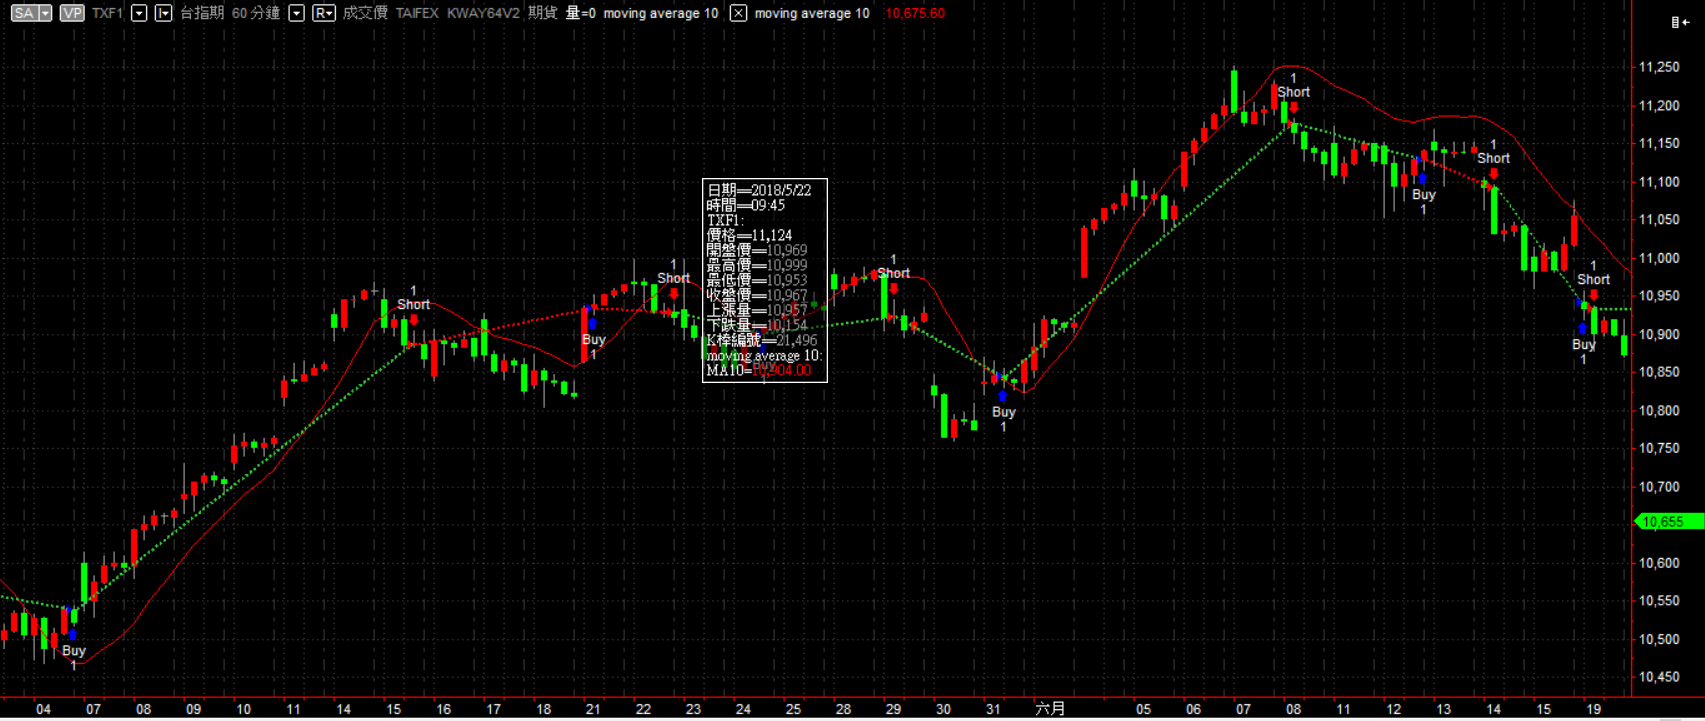 SA VP TXF1 I 台指期 60 分鐘 R 成交價 TAIFEX KWAY64V2 期貨 量=0 moving average 10 moving average 10 10,675.60
11,250
1
Short
11,200
11,150
1
Short
日期==2018/5/22
時間==09:45
TXF1:
價格==11,124
開盤價==10,969
最高價==10,999
最低價==10,953
收盤價==10,967
上漲量==10,957
下跌量==10,154
K棒編號==21,496
moving average 10:
MA10=10,904.00
11,100
Buy
1
11,050
11,000
1
Short
1
Short
1
Short
1
Short
10,950
10,900
Buy
1
Buy
1
Buy
10,850
10,800
Buy
1
10,750
10,700
10,655
10,600
10,550
10,500
Buy
1
10,450
04 07 08 09 10 11 14 15 16 17 18 21 22 23 24 25 28 29 30 31 六月 05 06 07 08 11 12 13 14 15 19